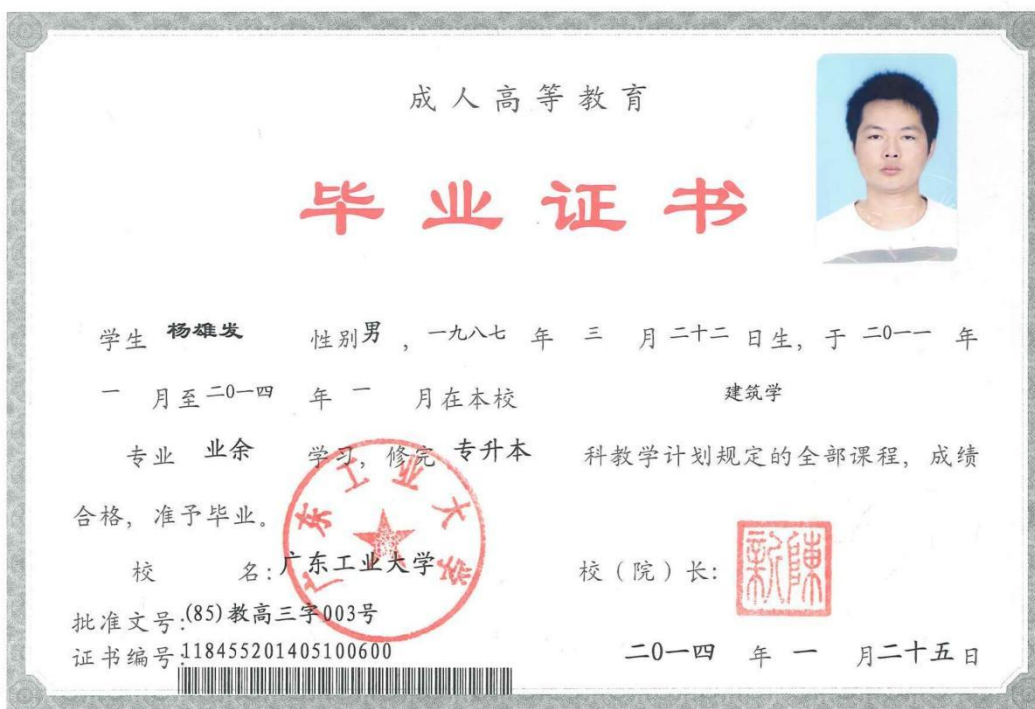 成人高等教育
毕业证书
学生 杨雄发 性别男，一九八七 年 三 月 二十二 日生，于 二0一一 年
一 月至 二0一四 年 一 月在本校 建筑学
专业 业余 学习，修完 专升本 科教学计划规定的全部课程，成绩
合格，准予毕业。
广东工业大学
校 名：广东工业大学 校（院）长：
陳新
批准文号：(85)教高三字003号
证书编号：118455201405100600 二0一四 年 一 月二十五日